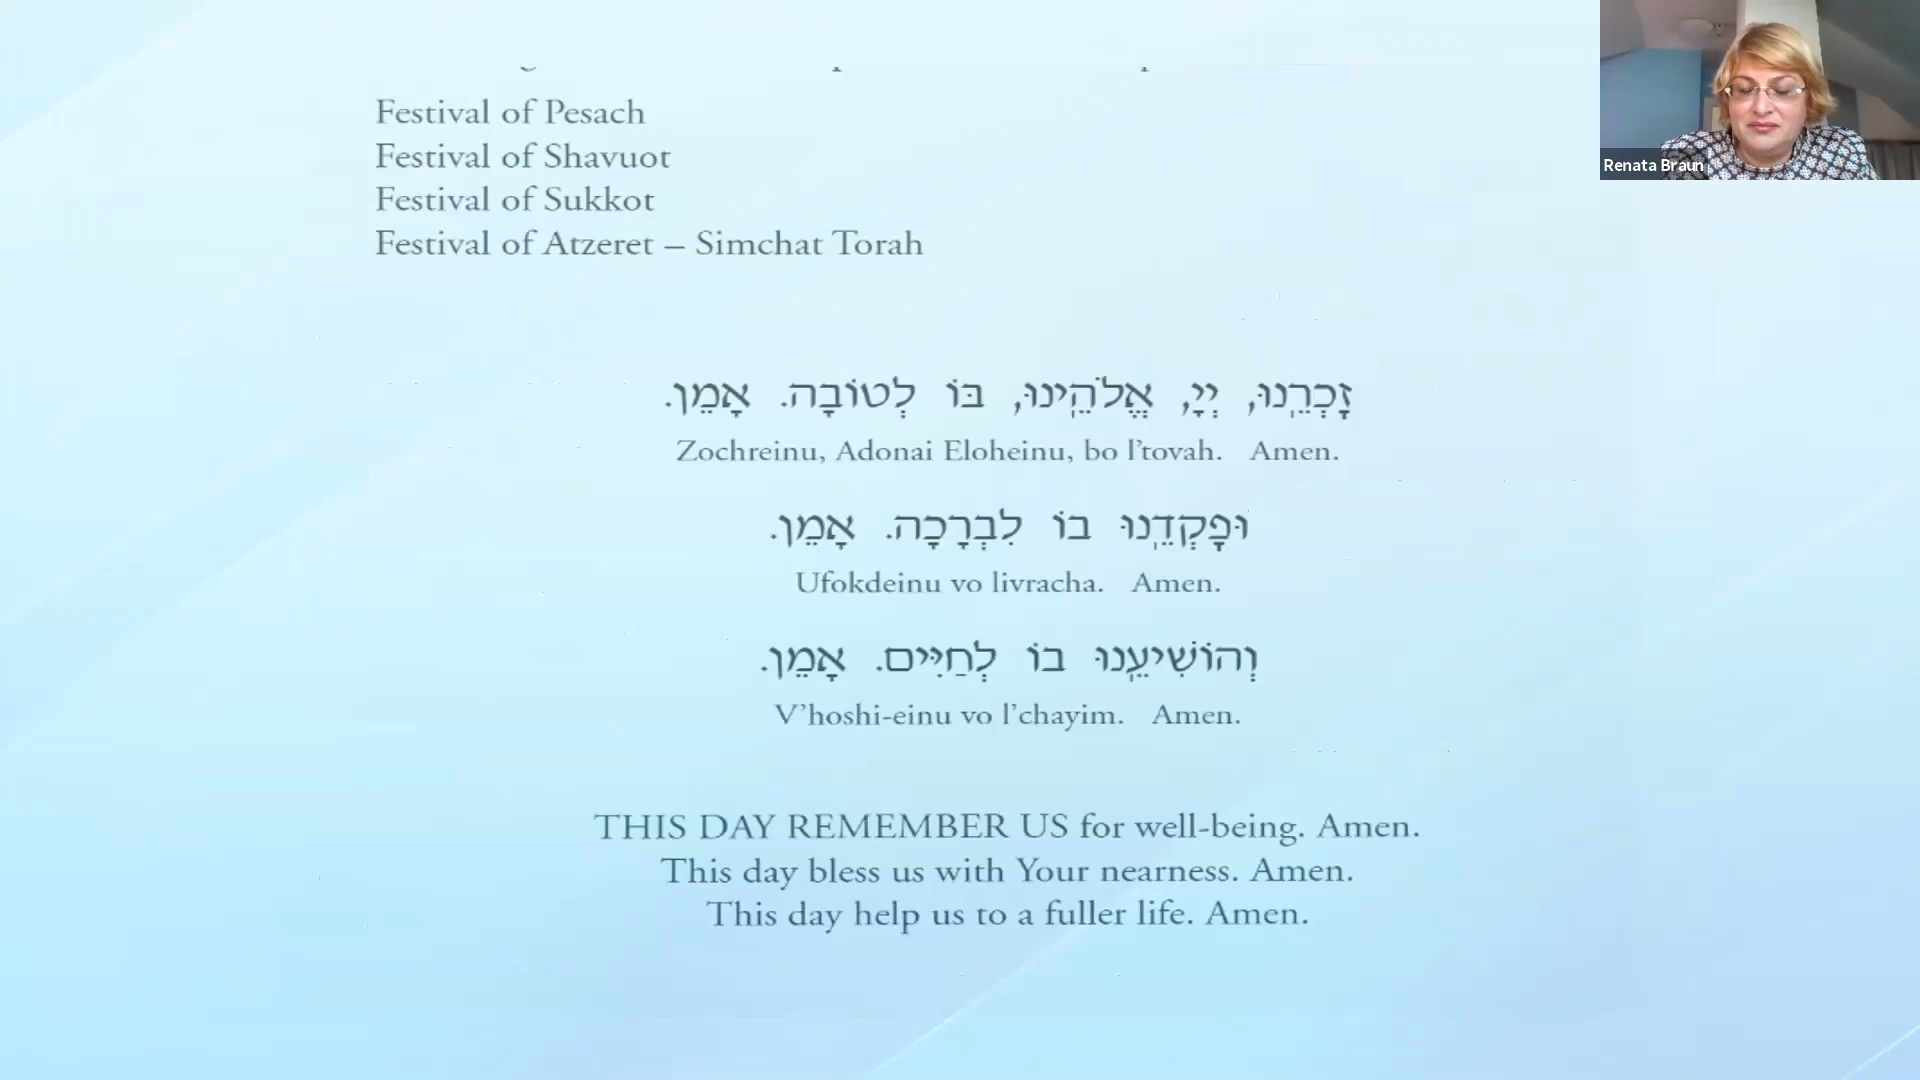 Festival of Pesach
Festival of Shavuot
Festival of Sukkot
Festival of Atzeret – Simchat Torah
זָכְרֵֽנוּ, יְיָ, אֱלֹהֵֽינוּ, בּוֹ לְטוֹבָה. אָמֵן.
Zochreinu, Adonai Eloheinu, bo l’tovah. Amen.
וּפָקְדֵֽנוּ בוֹ לִבְרָכָה. אָמֵן.
Ufokdeinu vo livracha. Amen.
וְהוֹשִׁיעֵֽנוּ בוֹ לְחַיִּים. אָמֵן.
V’hoshi-einu vo l’chayim. Amen.
THIS DAY REMEMBER US for well-being. Amen.
This day bless us with Your nearness. Amen.
This day help us to a fuller life. Amen.
Renata Braun